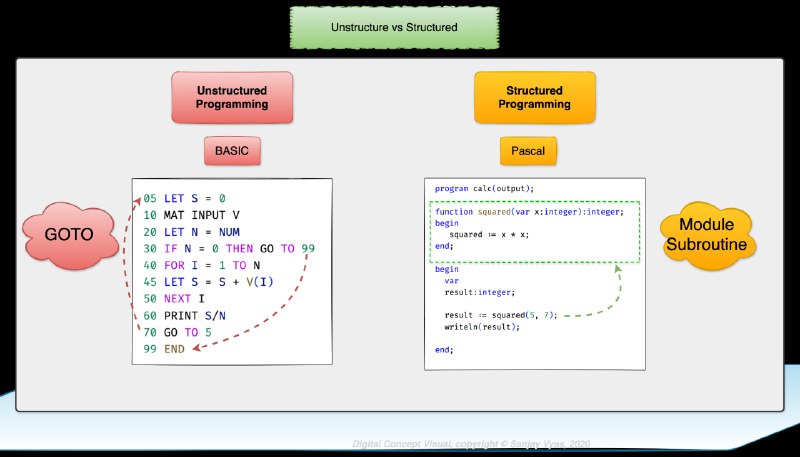 Unstructure vs Structured
Unstructured
Programming
BASIC
GOTO
05 LET S = 0
10 MAT INPUT V
20 LET N = NUM
30 IF N = 0 THEN GO TO 99
40 FOR I = 1 TO N
45 LET S = S + V(I)
50 NEXT I
60 PRINT S/N
70 GO TO 5
99 END
Structured
Programming
Pascal
program calc(output);
function squared(var x:integer):integer;
begin
squared := x * x;
end;
begin
var
result:integer;
result := squared(5, 7);
writeln(result);
end;
Module
Subroutine
Digital Concept Visual, copyright © Sanjay Vyas, 2020